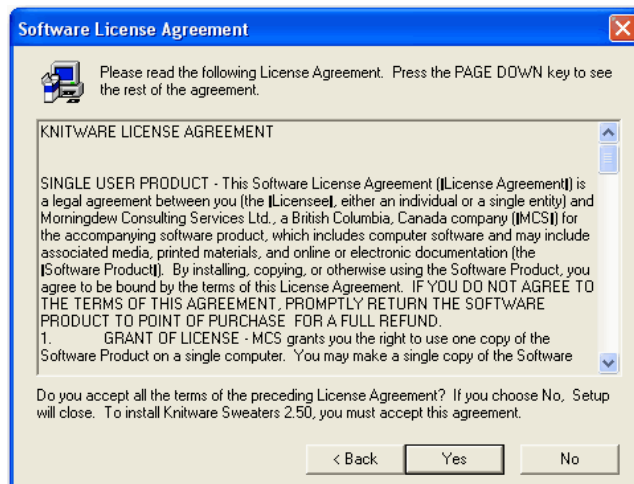 Software License Agreement
Please read the following License Agreement. Press the PAGE DOWN key to see
the rest of the agreement.
KNITWARE LICENSE AGREEMENT
SINGLE USER PRODUCT - This Software License Agreement (|License Agreement|) is
a legal agreement between you (the |Licensee|, either an individual or a single entity) and
Morningdew Consulting Services Ltd., a British Columbia, Canada company (|MCS|) for
the accompanying software product, which includes computer software and may include
associated media, printed materials, and online or electronic documentation (the
|Software Product|). By installing, copying, or otherwise using the Software Product, you
agree to be bound by the terms of this License Agreement. IF YOU DO NOT AGREE TO
THE TERMS OF THIS AGREEMENT, PROMPTLY RETURN THE SOFTWARE
PRODUCT TO POINT OF PURCHASE FOR A FULL REFUND.
1. GRANT OF LICENSE - MCS grants you the right to use one copy of the
Software Product on a single computer. You may make a single copy of the Software
Do you accept all the terms of the preceding License Agreement? If you choose No, Setup
will close. To install Knitware Sweaters 2.50, you must accept this agreement.
< Back Yes No